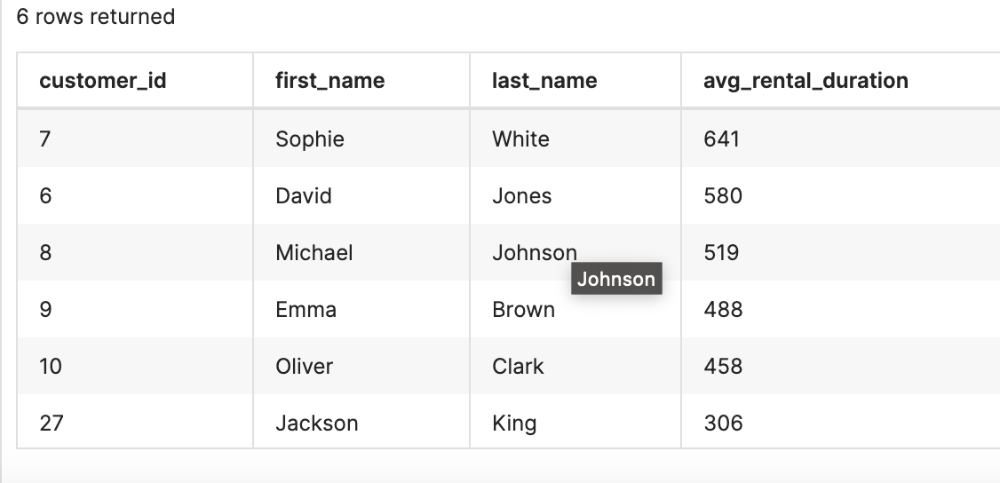 6 rows returned
customer_id first_name last_name avg_rental_duration
7 Sophie White 641
6 David Jones 580
8 Michael Johnson 519
Johnson
9 Emma Brown 488
10 Oliver Clark 458
27 Jackson King 306